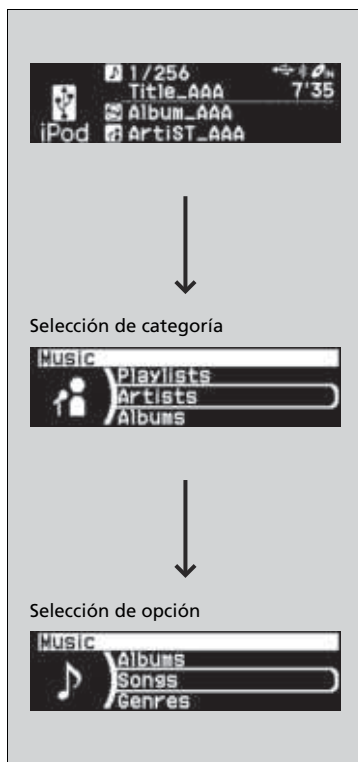 1/256
Title_AAA 7'35
Album_AAA
iPod ArtiST_AAA
Selección de categoría
Music
Playlists
Artists
Albums
Selección de opción
Music
Albums
Songs
Genres